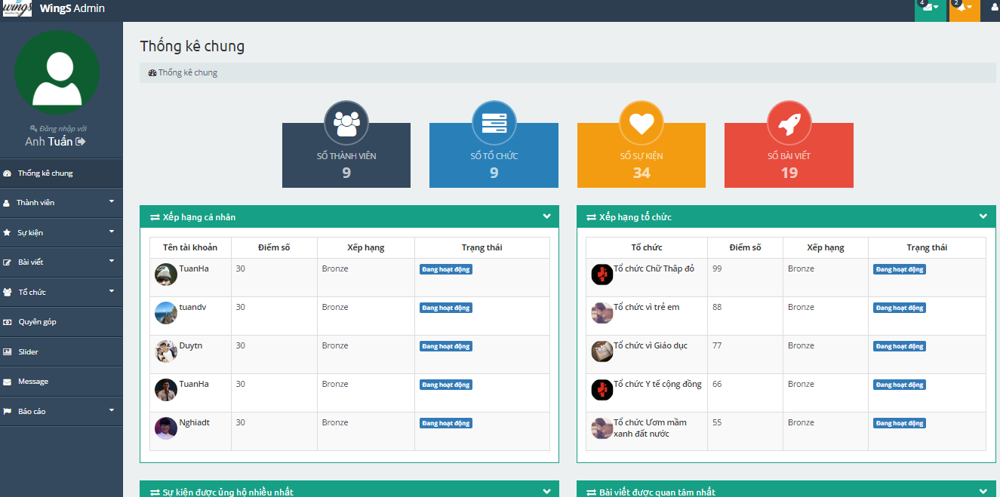 wings
WingS Admin
4
2
Đăng nhập với
Anh Tuấn
Thống kê chung
Thành viên
Sự kiện
Bài viết
Tổ chức
Quyên góp
Slider
Message
Báo cáo
Thống kê chung
Thống kê chung
SỐ THÀNH VIÊN
9
SỐ TỔ CHỨC
9
SỐ SỰ KIỆN
34
SỐ BÀI VIẾT
19
Xếp hạng cá nhân
Tên tài khoản Điểm số Xếp hạng Trạng thái
TuanHa 30 Bronze Đang hoạt động
tuandv 30 Bronze Đang hoạt động
Duytn 30 Bronze Đang hoạt động
TuanHa 30 Bronze Đang hoạt động
Nghiadt 30 Bronze Đang hoạt động
Xếp hạng tổ chức
Tổ chức Điểm số Xếp hạng Trạng thái
Tổ chức Chữ Thập đỏ 99 Bronze Đang hoạt động
Tổ chức vì trẻ em 88 Bronze Đang hoạt động
Tổ chức vì Giáo dục 77 Bronze Đang hoạt động
Tổ chức Y tế cộng đồng 66 Bronze Đang hoạt động
Tổ chức Ươm mầm 55 Bronze Đang hoạt động
xanh đất nước
Sự kiện được ủng hộ nhiều nhất
Bài viết được quan tâm nhất